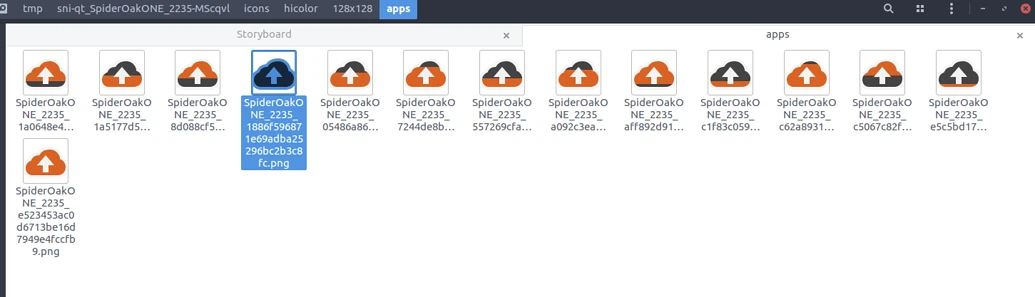 tmp sni-qt_SpiderOakONE_2235-MScqvl icons hicolor 128x128 apps
Storyboard
apps
SpiderOakO
NE_2235_
1a0648e4...
SpiderOakO
NE_2235_
1a5177d5...
SpiderOakO
NE_2235_
8d088cf5...
SpiderOakO
NE_2235_
1886f59687
1e69adba25
296bc2b3c8
fc.png
SpiderOakO
NE_2235_
05486a86...
SpiderOakO
NE_2235_
7244de8b...
SpiderOakO
NE_2235_
557269cfa...
SpiderOakO
NE_2235_
a092c3ea...
SpiderOakO
NE_2235_
aff892d91...
SpiderOakO
NE_2235_
c1f83c059...
SpiderOakO
NE_2235_
c62a8931...
SpiderOakO
NE_2235_
c5067c82f...
SpiderOakO
NE_2235_
e5c5bd17...
SpiderOakO
NE_2235_
e523453ac0
d6713be16d
7949e4fccfb
9.png